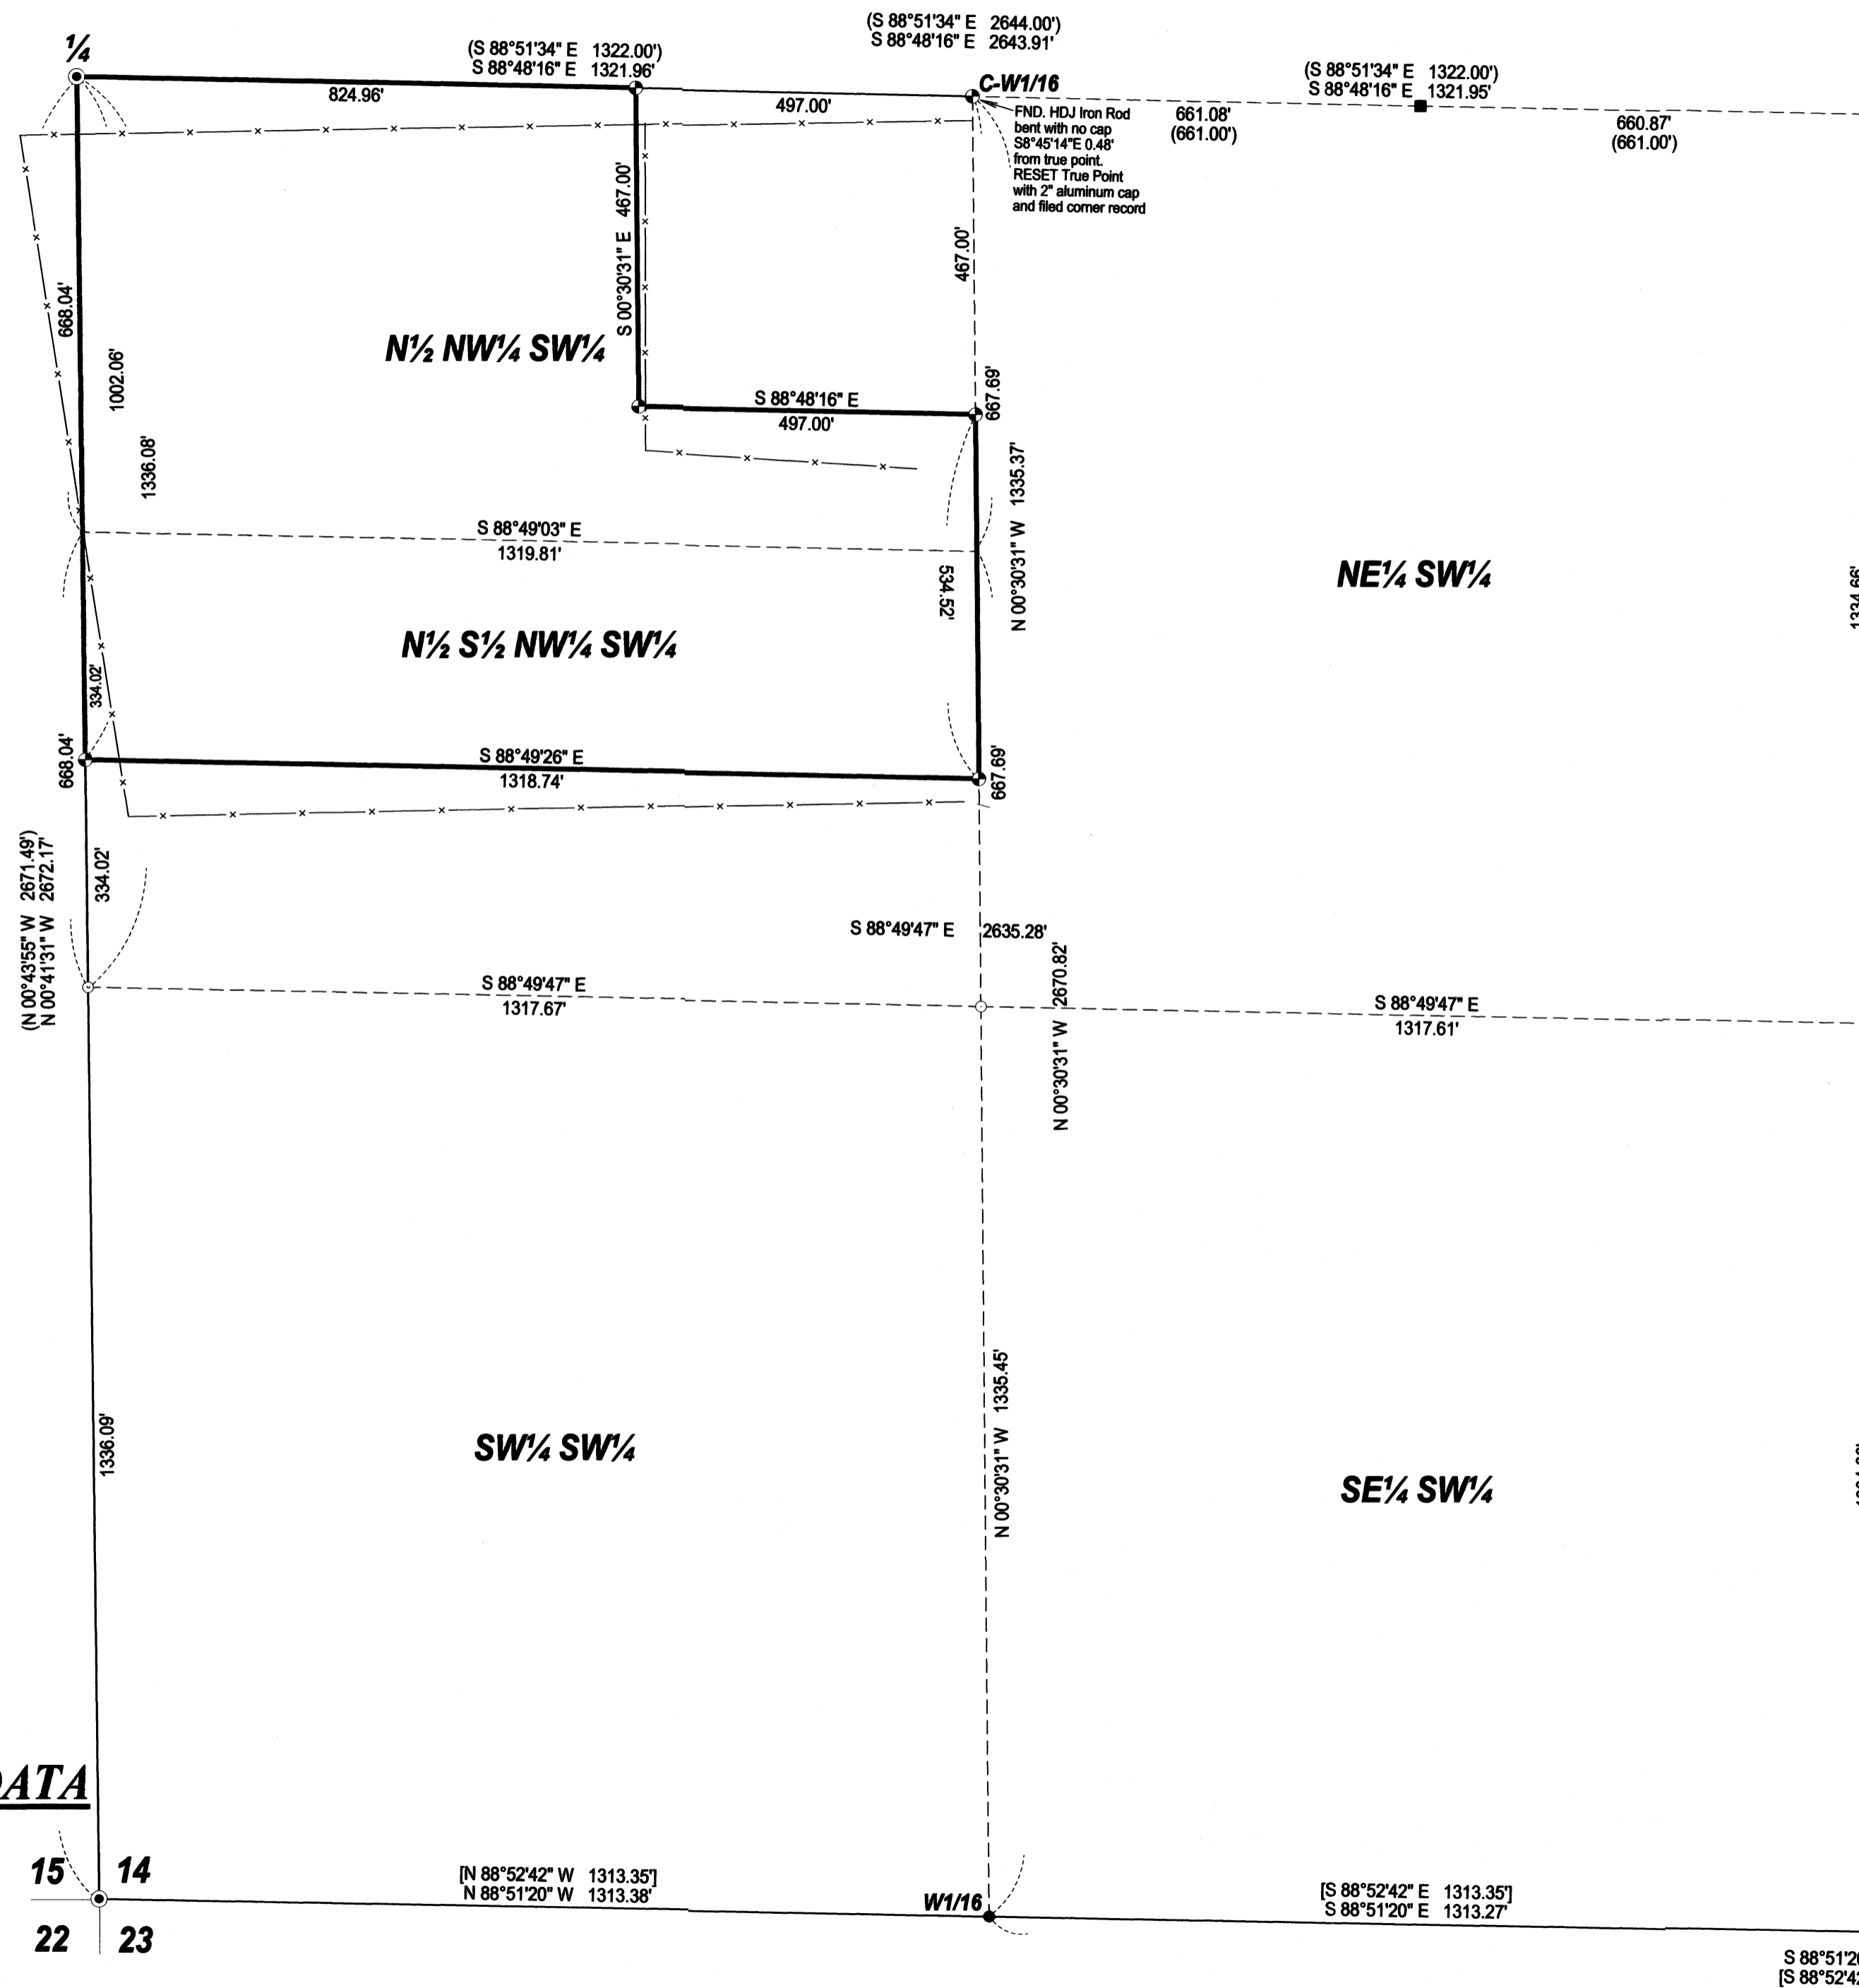 (S 88°51'34" E 2644.00')
S 88°48'16" E 2643.91'
1/4
(S 88°51'34" E 1322.00')
S 88°48'16" E 1321.96'
824.96'
497.00'
C-W1/16
(S 88°51'34" E 1322.00')
S 88°48'16" E 1321.95'
661.08'
(661.00')
660.87'
(661.00')
FND. HDJ Iron Rod
bent with no cap
S8°45'14"E 0.48'
from true point.
RESET True Point
with 2" aluminum cap
and filed corner record
S 00°30'31" E 467.00'
467.00'
668.04'
1002.06'
1336.08'
N½ NW¼ SW¼
S 88°48'16" E
497.00'
667.69'
N 00°30'31" W 1335.37'
S 88°49'03" E
1319.81'
534.52'
NE¼ SW¼
1334.66'
N½ S½ NW¼ SW¼
334.02'
668.04'
S 88°49'26" E
1318.74'
667.69'
(N 00°43'55" W 2671.49')
N 00°41'31" W 2672.17'
334.02'
S 88°49'47" E 2635.28'
N 00°30'31" W 2670.82'
S 88°49'47" E
1317.67'
S 88°49'47" E
1317.61'
1336.09'
SW¼ SW¼
N 00°30'31" W 1335.45'
SE¼ SW¼
DATA
15 14
22 23
[N 88°52'42" W 1313.35']
N 88°51'20" W 1313.38'
W1/16
[S 88°52'42" E 1313.35']
S 88°51'20" E 1313.27'
S 88°51'20
[S 88°52'42